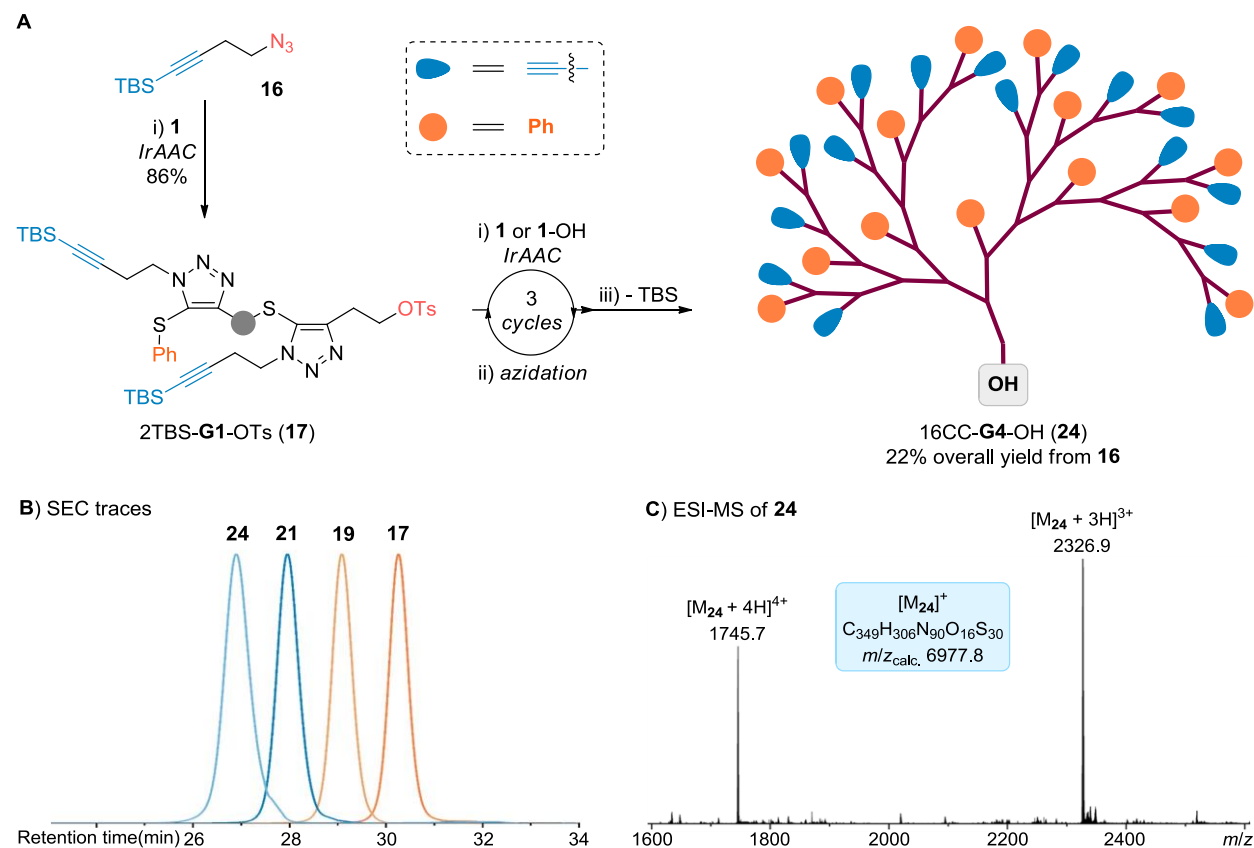 A
N3
TBS
16
i) 1
IrAAC
86%
Ph
TBS
N
N
N
S
Ph
S
N
N
N
OTs
TBS
2TBS-G1-OTs (17)
i) 1 or 1-OH
IrAAC
3
cycles
ii) azidation
iii) - TBS
OH
16CC-G4-OH (24)
22% overall yield from 16
B) SEC traces
24 21 19 17
Retention time(min) 26 28 30 32 34
C) ESI-MS of 24
[M24 + 3H]3+
2326.9
[M24 + 4H]4+
1745.7
[M24]+
C349H306N90O16S30
m/zcalc. 6977.8
1600 1800 2000 2200 2400 m/z